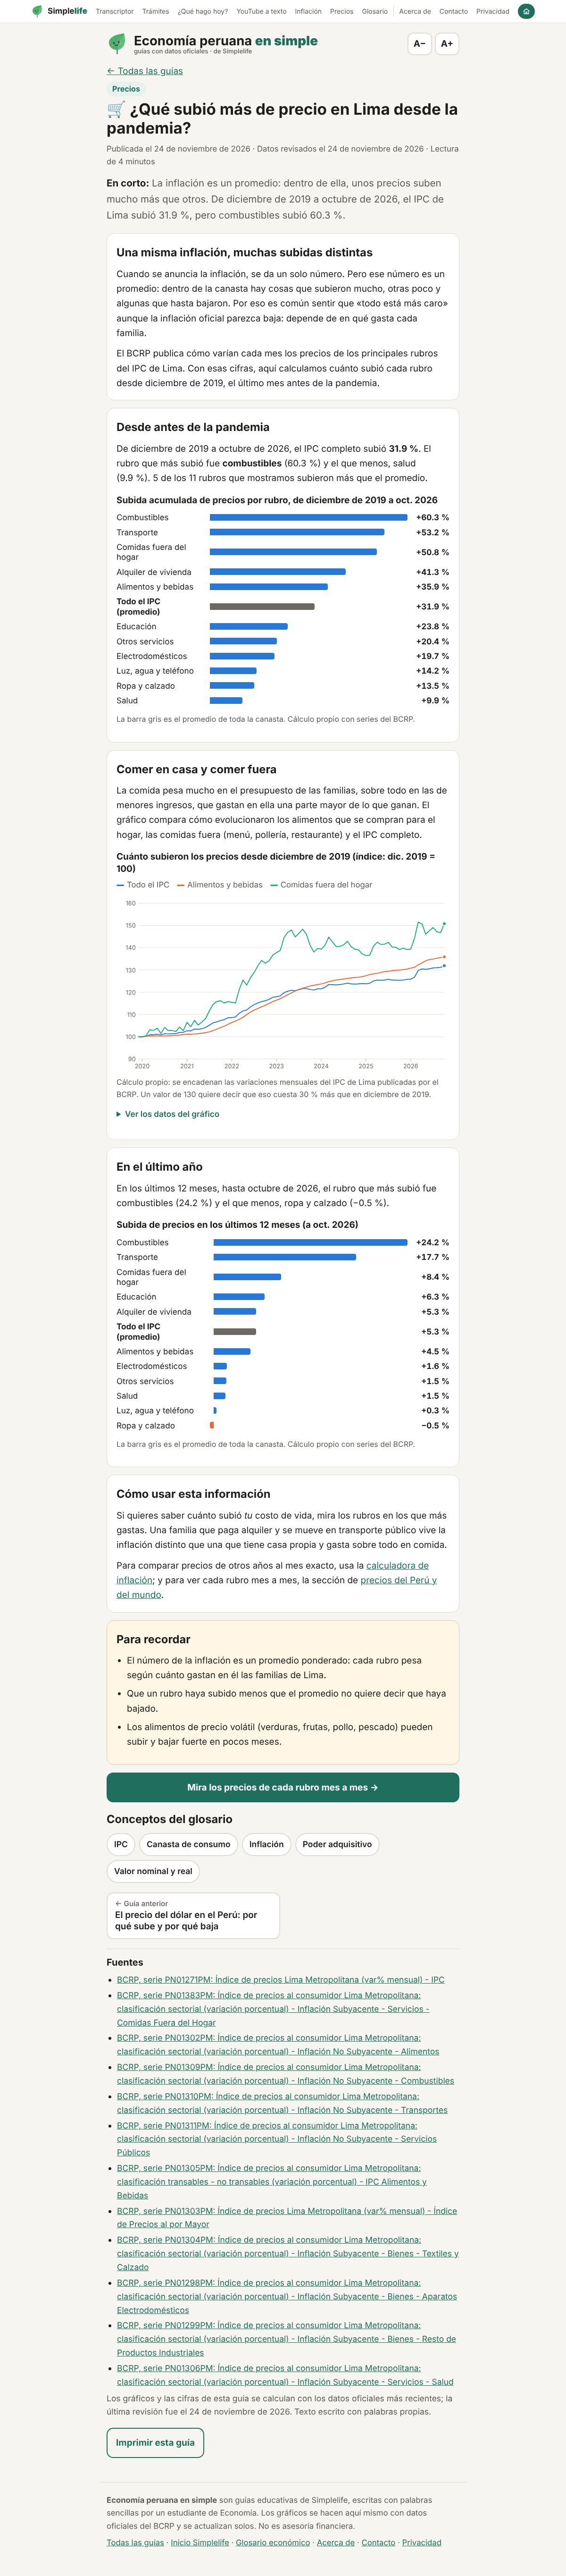 Simplelife Transcriptor Trámites ¿Qué hago hoy? YouTube a texto Inflación Precios Glosario Acerca de Contacto Privacidad
Economía peruana en simple
guías con datos oficiales · de Simplelife
A− A+
← Todas las guías
Precios
🛒 ¿Qué subió más de precio en Lima desde la
pandemia?
Publicada el 24 de noviembre de 2026 · Datos revisados el 24 de noviembre de 2026 · Lectura
de 4 minutos
En corto: La inflación es un promedio: dentro de ella, unos precios suben
mucho más que otros. De diciembre de 2019 a octubre de 2026, el IPC de
Lima subió 31.9 %, pero combustibles subió 60.3 %.
Una misma inflación, muchas subidas distintas
Cuando se anuncia la inflación, se da un solo número. Pero ese número es un
promedio: dentro de la canasta hay cosas que subieron mucho, otras poco y
algunas que hasta bajaron. Por eso es común sentir que «todo está más caro»
aunque la inflación oficial parezca baja: depende de en qué gasta cada
familia.
El BCRP publica cómo varían cada mes los precios de los principales rubros
del IPC de Lima. Con esas cifras, aquí calculamos cuánto subió cada rubro
desde diciembre de 2019, el último mes antes de la pandemia.
Desde antes de la pandemia
De diciembre de 2019 a octubre de 2026, el IPC completo subió 31.9 %. El
rubro que más subió fue combustibles (60.3 %) y el que menos, salud
(9.9 %). 5 de los 11 rubros que mostramos subieron más que el promedio.
Subida acumulada de precios por rubro, de diciembre de 2019 a oct. 2026
Combustibles +60.3 %
Transporte +53.2 %
Comidas fuera del
hogar +50.8 %
Alquiler de vivienda +41.3 %
Alimentos y bebidas +35.9 %
Todo el IPC
(promedio) +31.9 %
Educación +23.8 %
Otros servicios +20.4 %
Electrodomésticos +19.7 %
Luz, agua y teléfono +14.2 %
Ropa y calzado +13.5 %
Salud +9.9 %
La barra gris es el promedio de toda la canasta. Cálculo propio con series del BCRP.
Comer en casa y comer fuera
La comida pesa mucho en el presupuesto de las familias, sobre todo en las de
menores ingresos, que gastan en ella una parte mayor de lo que ganan. El
gráfico compara cómo evolucionaron los alimentos que se compran para el
hogar, las comidas fuera (menú, pollería, restaurante) y el IPC completo.
Cuánto subieron los precios desde diciembre de 2019 (índice: dic. 2019 =
100)
Todo el IPC Alimentos y bebidas Comidas fuera del hogar
160
150
140
130
120
110
100
90
2020 2021 2022 2023 2024 2025 2026
Cálculo propio: se encadenan las variaciones mensuales del IPC de Lima publicadas por el
BCRP. Un valor de 130 quiere decir que eso cuesta 30 % más que en diciembre de 2019.
▶ Ver los datos del gráfico
En el último año
En los últimos 12 meses, hasta octubre de 2026, el rubro que más subió fue
combustibles (24.2 %) y el que menos, ropa y calzado (−0.5 %).
Subida de precios en los últimos 12 meses (a oct. 2026)
Combustibles +24.2 %
Transporte +17.7 %
Comidas fuera del
hogar +8.4 %
Educación +6.3 %
Alquiler de vivienda +5.3 %
Todo el IPC
(promedio) +5.3 %
Alimentos y bebidas +4.5 %
Electrodomésticos +1.6 %
Otros servicios +1.5 %
Salud +1.5 %
Luz, agua y teléfono +0.3 %
Ropa y calzado −0.5 %
La barra gris es el promedio de toda la canasta. Cálculo propio con series del BCRP.
Cómo usar esta información
Si quieres saber cuánto subió tu costo de vida, mira los rubros en los que más
gastas. Una familia que paga alquiler y se mueve en transporte público vive la
inflación distinto que una que tiene casa propia y gasta sobre todo en comida.
Para comparar precios de otros años al mes exacto, usa la calculadora de
inflación; y para ver cada rubro mes a mes, la sección de precios del Perú y
del mundo.
Para recordar
• El número de la inflación es un promedio ponderado: cada rubro pesa
según cuánto gastan en él las familias de Lima.
• Que un rubro haya subido menos que el promedio no quiere decir que haya
bajado.
• Los alimentos de precio volátil (verduras, frutas, pollo, pescado) pueden
subir y bajar fuerte en pocos meses.
Mira los precios de cada rubro mes a mes →
Conceptos del glosario
IPC Canasta de consumo Inflación Poder adquisitivo
Valor nominal y real
← Guía anterior
El precio del dólar en el Perú: por
qué sube y por qué baja
Fuentes
• BCRP, serie PN01271PM: Índice de precios Lima Metropolitana (var% mensual) - IPC
• BCRP, serie PN01383PM: Índice de precios al consumidor Lima Metropolitana:
clasificación sectorial (variación porcentual) - Inflación Subyacente - Servicios -
Comidas Fuera del Hogar
• BCRP, serie PN01302PM: Índice de precios al consumidor Lima Metropolitana:
clasificación sectorial (variación porcentual) - Inflación No Subyacente - Alimentos
• BCRP, serie PN01309PM: Índice de precios al consumidor Lima Metropolitana:
clasificación sectorial (variación porcentual) - Inflación No Subyacente - Combustibles
• BCRP, serie PN01310PM: Índice de precios al consumidor Lima Metropolitana:
clasificación sectorial (variación porcentual) - Inflación No Subyacente - Transportes
• BCRP, serie PN01311PM: Índice de precios al consumidor Lima Metropolitana:
clasificación sectorial (variación porcentual) - Inflación No Subyacente - Servicios
Públicos
• BCRP, serie PN01305PM: Índice de precios al consumidor Lima Metropolitana:
clasificación transables - no transables (variación porcentual) - IPC Alimentos y
Bebidas
• BCRP, serie PN01303PM: Índice de precios Lima Metropolitana (var% mensual) - Índice
de Precios al por Mayor
• BCRP, serie PN01304PM: Índice de precios al consumidor Lima Metropolitana:
clasificación sectorial (variación porcentual) - Inflación Subyacente - Bienes - Textiles y
Calzado
• BCRP, serie PN01298PM: Índice de precios al consumidor Lima Metropolitana:
clasificación sectorial (variación porcentual) - Inflación Subyacente - Bienes - Aparatos
Electrodomésticos
• BCRP, serie PN01299PM: Índice de precios al consumidor Lima Metropolitana:
clasificación sectorial (variación porcentual) - Inflación Subyacente - Bienes - Resto de
Productos Industriales
• BCRP, serie PN01306PM: Índice de precios al consumidor Lima Metropolitana:
clasificación sectorial (variación porcentual) - Inflación Subyacente - Servicios - Salud
Los gráficos y las cifras de esta guía se calculan con los datos oficiales más recientes; la
última revisión fue el 24 de noviembre de 2026. Texto escrito con palabras propias.
Imprimir esta guía
Economía peruana en simple son guías educativas de Simplelife, escritas con palabras
sencillas por un estudiante de Economía. Los gráficos se hacen aquí mismo con datos
oficiales del BCRP y se actualizan solos. No es asesoría financiera.
Todas las guías · Inicio Simplelife · Glosario económico · Acerca de · Contacto · Privacidad